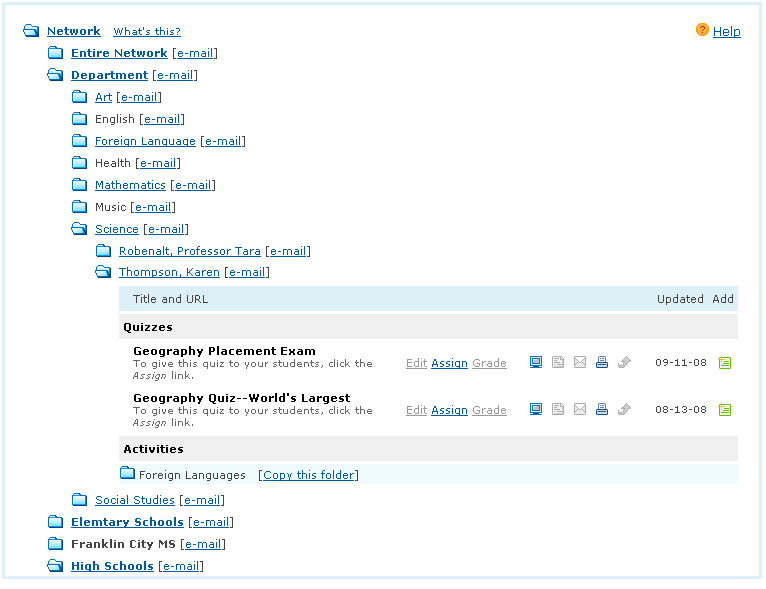 Network What's this? Help
Entire Network [e-mail]
Department [e-mail]
Art [e-mail]
English [e-mail]
Foreign Language [e-mail]
Health [e-mail]
Mathematics [e-mail]
Music [e-mail]
Science [e-mail]
Robenalt, Professor Tara [e-mail]
Thompson, Karen [e-mail]
Title and URL Updated Add
Quizzes
Geography Placement Exam
To give this quiz to your students, click the
Assign link.
Edit Assign Grade 09-11-08
Geography Quiz--World's Largest
To give this quiz to your students, click the
Assign link.
Edit Assign Grade 08-13-08
Activities
Foreign Languages [Copy this folder]
Social Studies [e-mail]
Elemtary Schools [e-mail]
Franklin City MS [e-mail]
High Schools [e-mail]